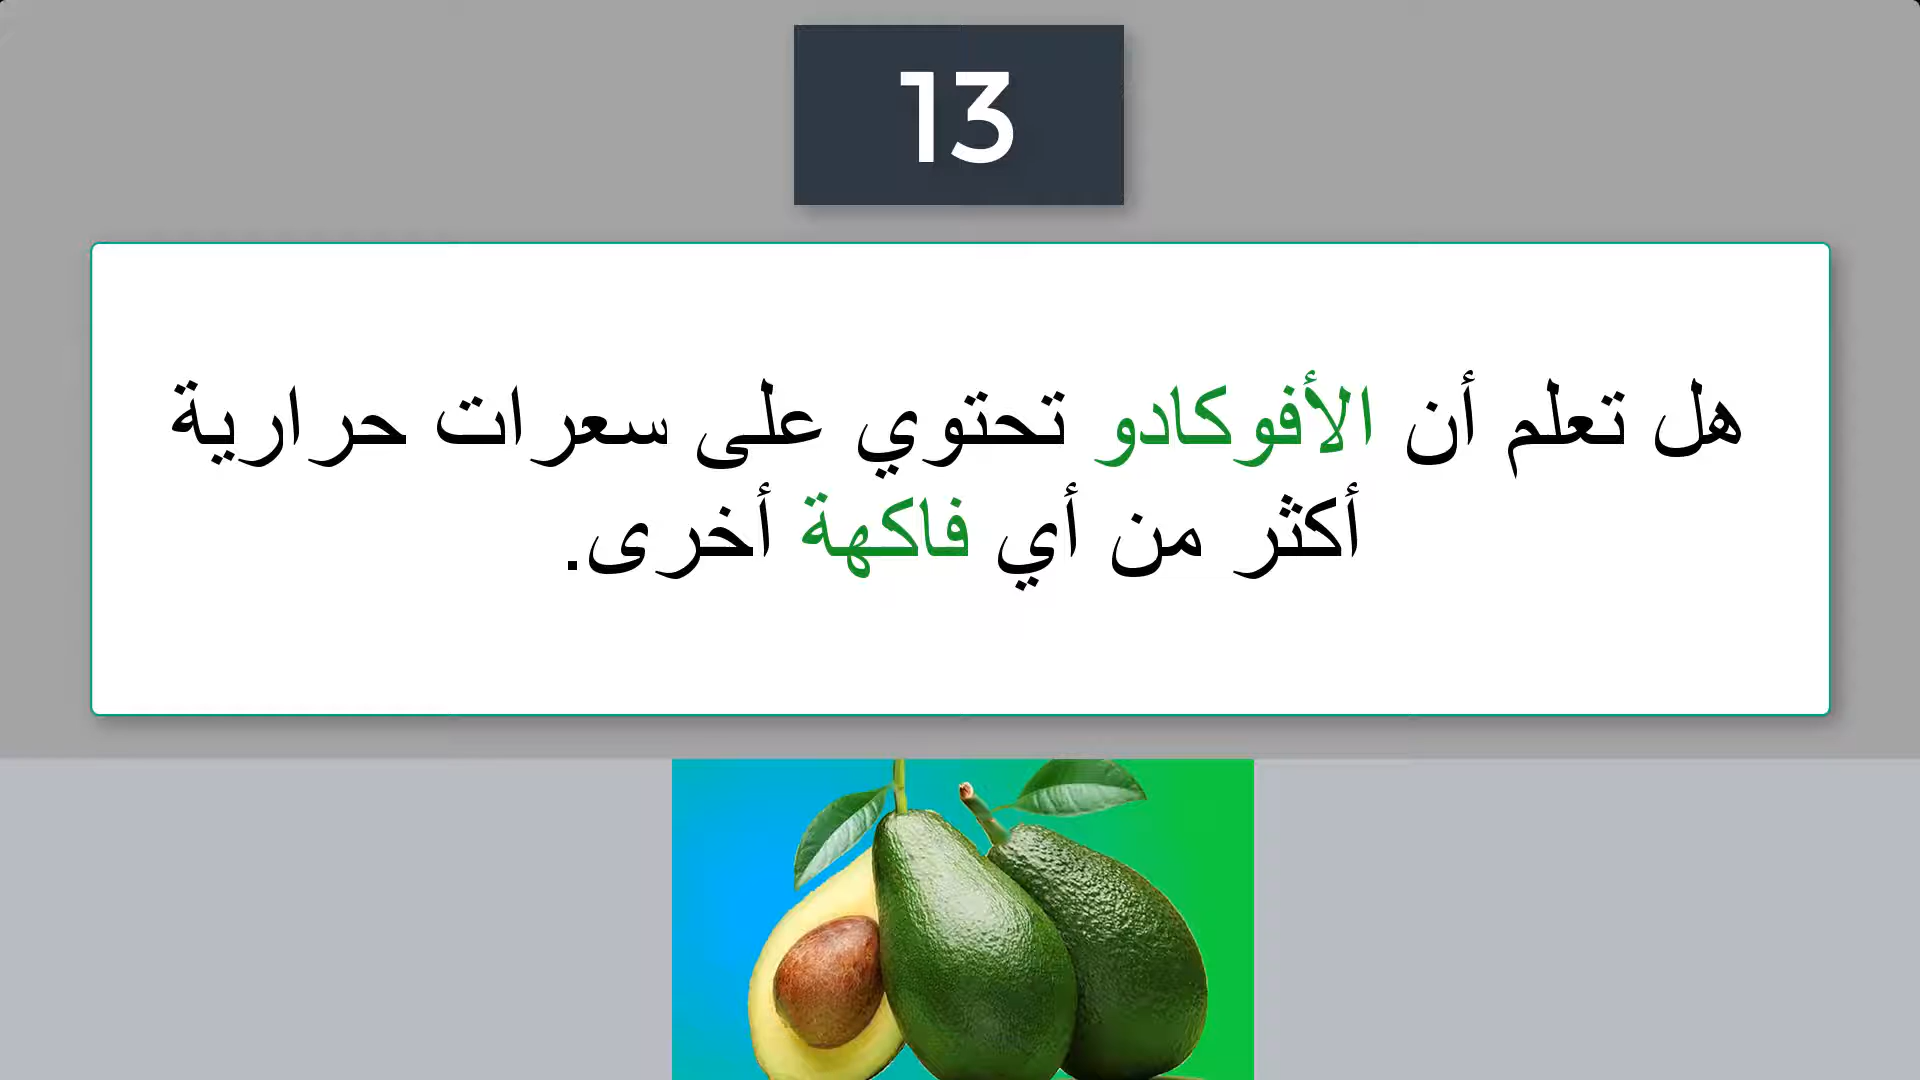 13
هل تعلم أن الأفوكادو تحتوي على سعرات حرارية
أكثر من أي فاكهة أخرى.